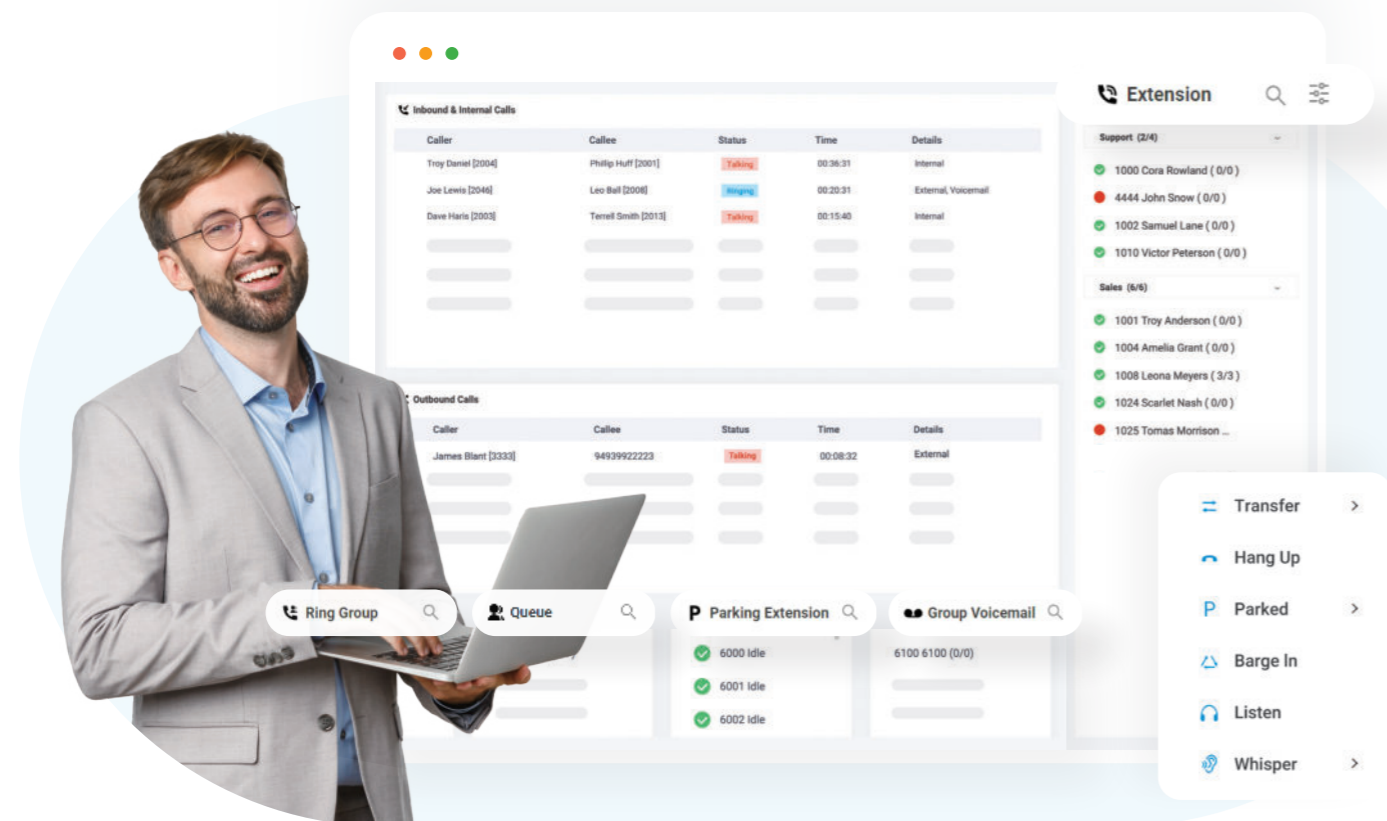 Inbound & Internal Calls
Caller Callee Status Time Details
Troy Daniel [2004] Phillip Huff [2001] Talking 00:36:31 Internal
Joe Lewis [2046] Leo Ball [2008] Ringing 00:20:31 External, Voicemail
Dave Haris [2003] Terrell Smith [2013] Talking 00:15:40 Internal
Outbound Calls
Caller Callee Status Time Details
James Blant [3333] 94939922223 Talking 00:08:32 External
Extension
Support (2/4)
1000 Cora Rowland ( 0/0 )
4444 John Snow ( 0/0 )
1002 Samuel Lane ( 0/0 )
1010 Victor Peterson ( 0/0 )
Sales (6/6)
1001 Troy Anderson ( 0/0 )
1004 Amelia Grant ( 0/0 )
1008 Leona Meyers ( 3/3 )
1024 Scarlet Nash ( 0/0 )
1025 Tomas Morrison ...
Ring Group
Queue
P Parking Extension
6000 Idle
6001 Idle
6002 Idle
Group Voicemail
6100 6100 (0/0)
Transfer
Hang Up
P Parked
Barge In
Listen
Whisper